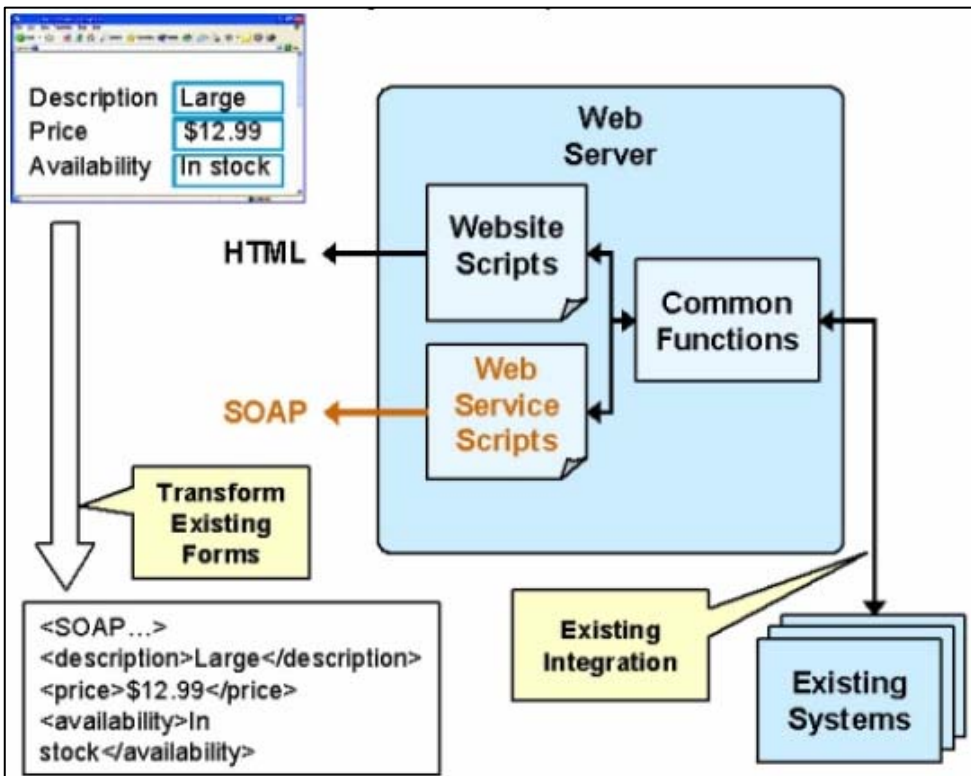 Description Large
Price $12.99
Availability In stock
Web
Server
Website
Scripts
HTML
Common
Functions
Web
Service
Scripts
SOAP
Transform
Existing
Forms
Existing
Integration
Existing
Systems
<SOAP...>
<description>Large</description>
<price>$12.99</price>
<availability>In
stock</availability>